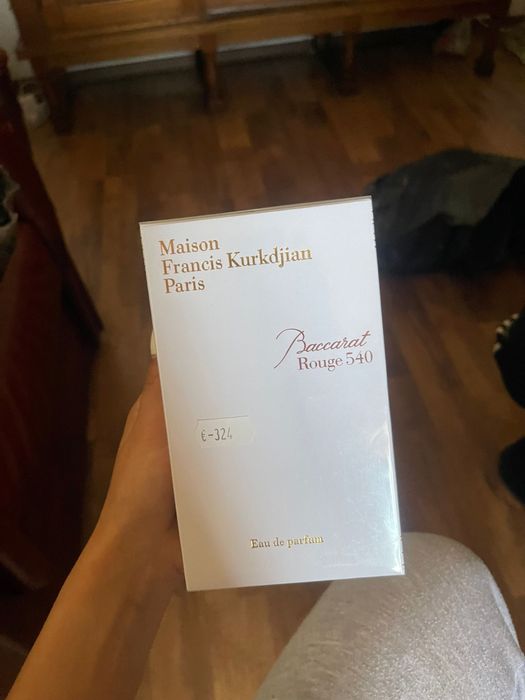 Maison
Francis Kurkdjian
Paris
Baccarat
Rouge 540
€-324
Eau de parfum